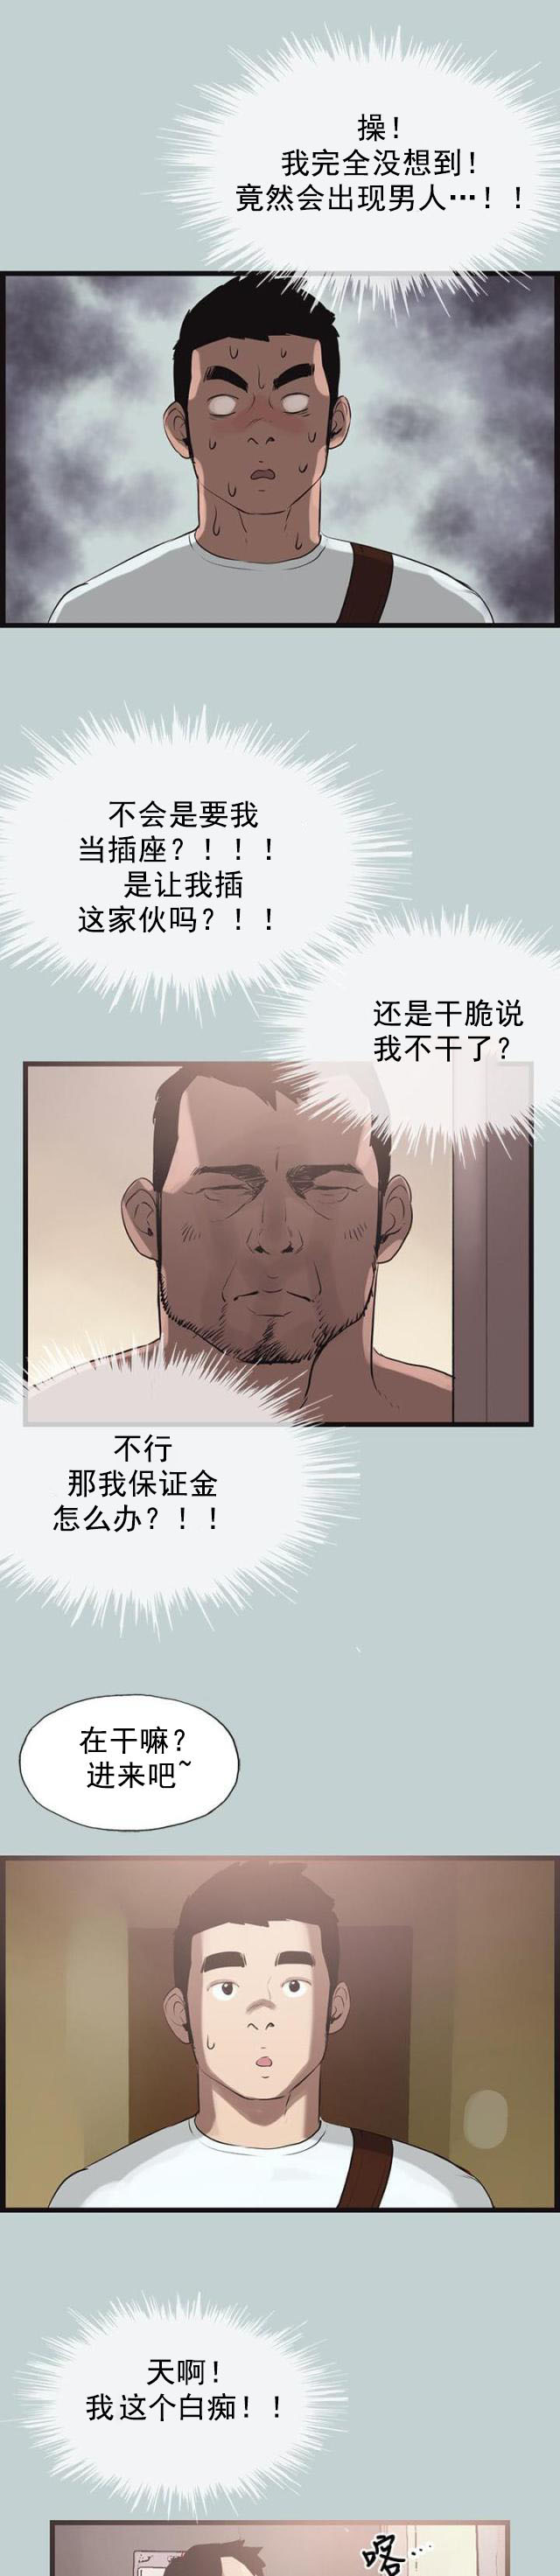 操！
我完全没想到！
竟然会出现男人…！！
不会是要我
当插座？！！！
是让我插
这家伙吗？！！
还是干脆说
我不干了？
不行
那我保证金
怎么办？！！
在干嘛？
进来吧~
天啊！
我这个白痴！！
喀…